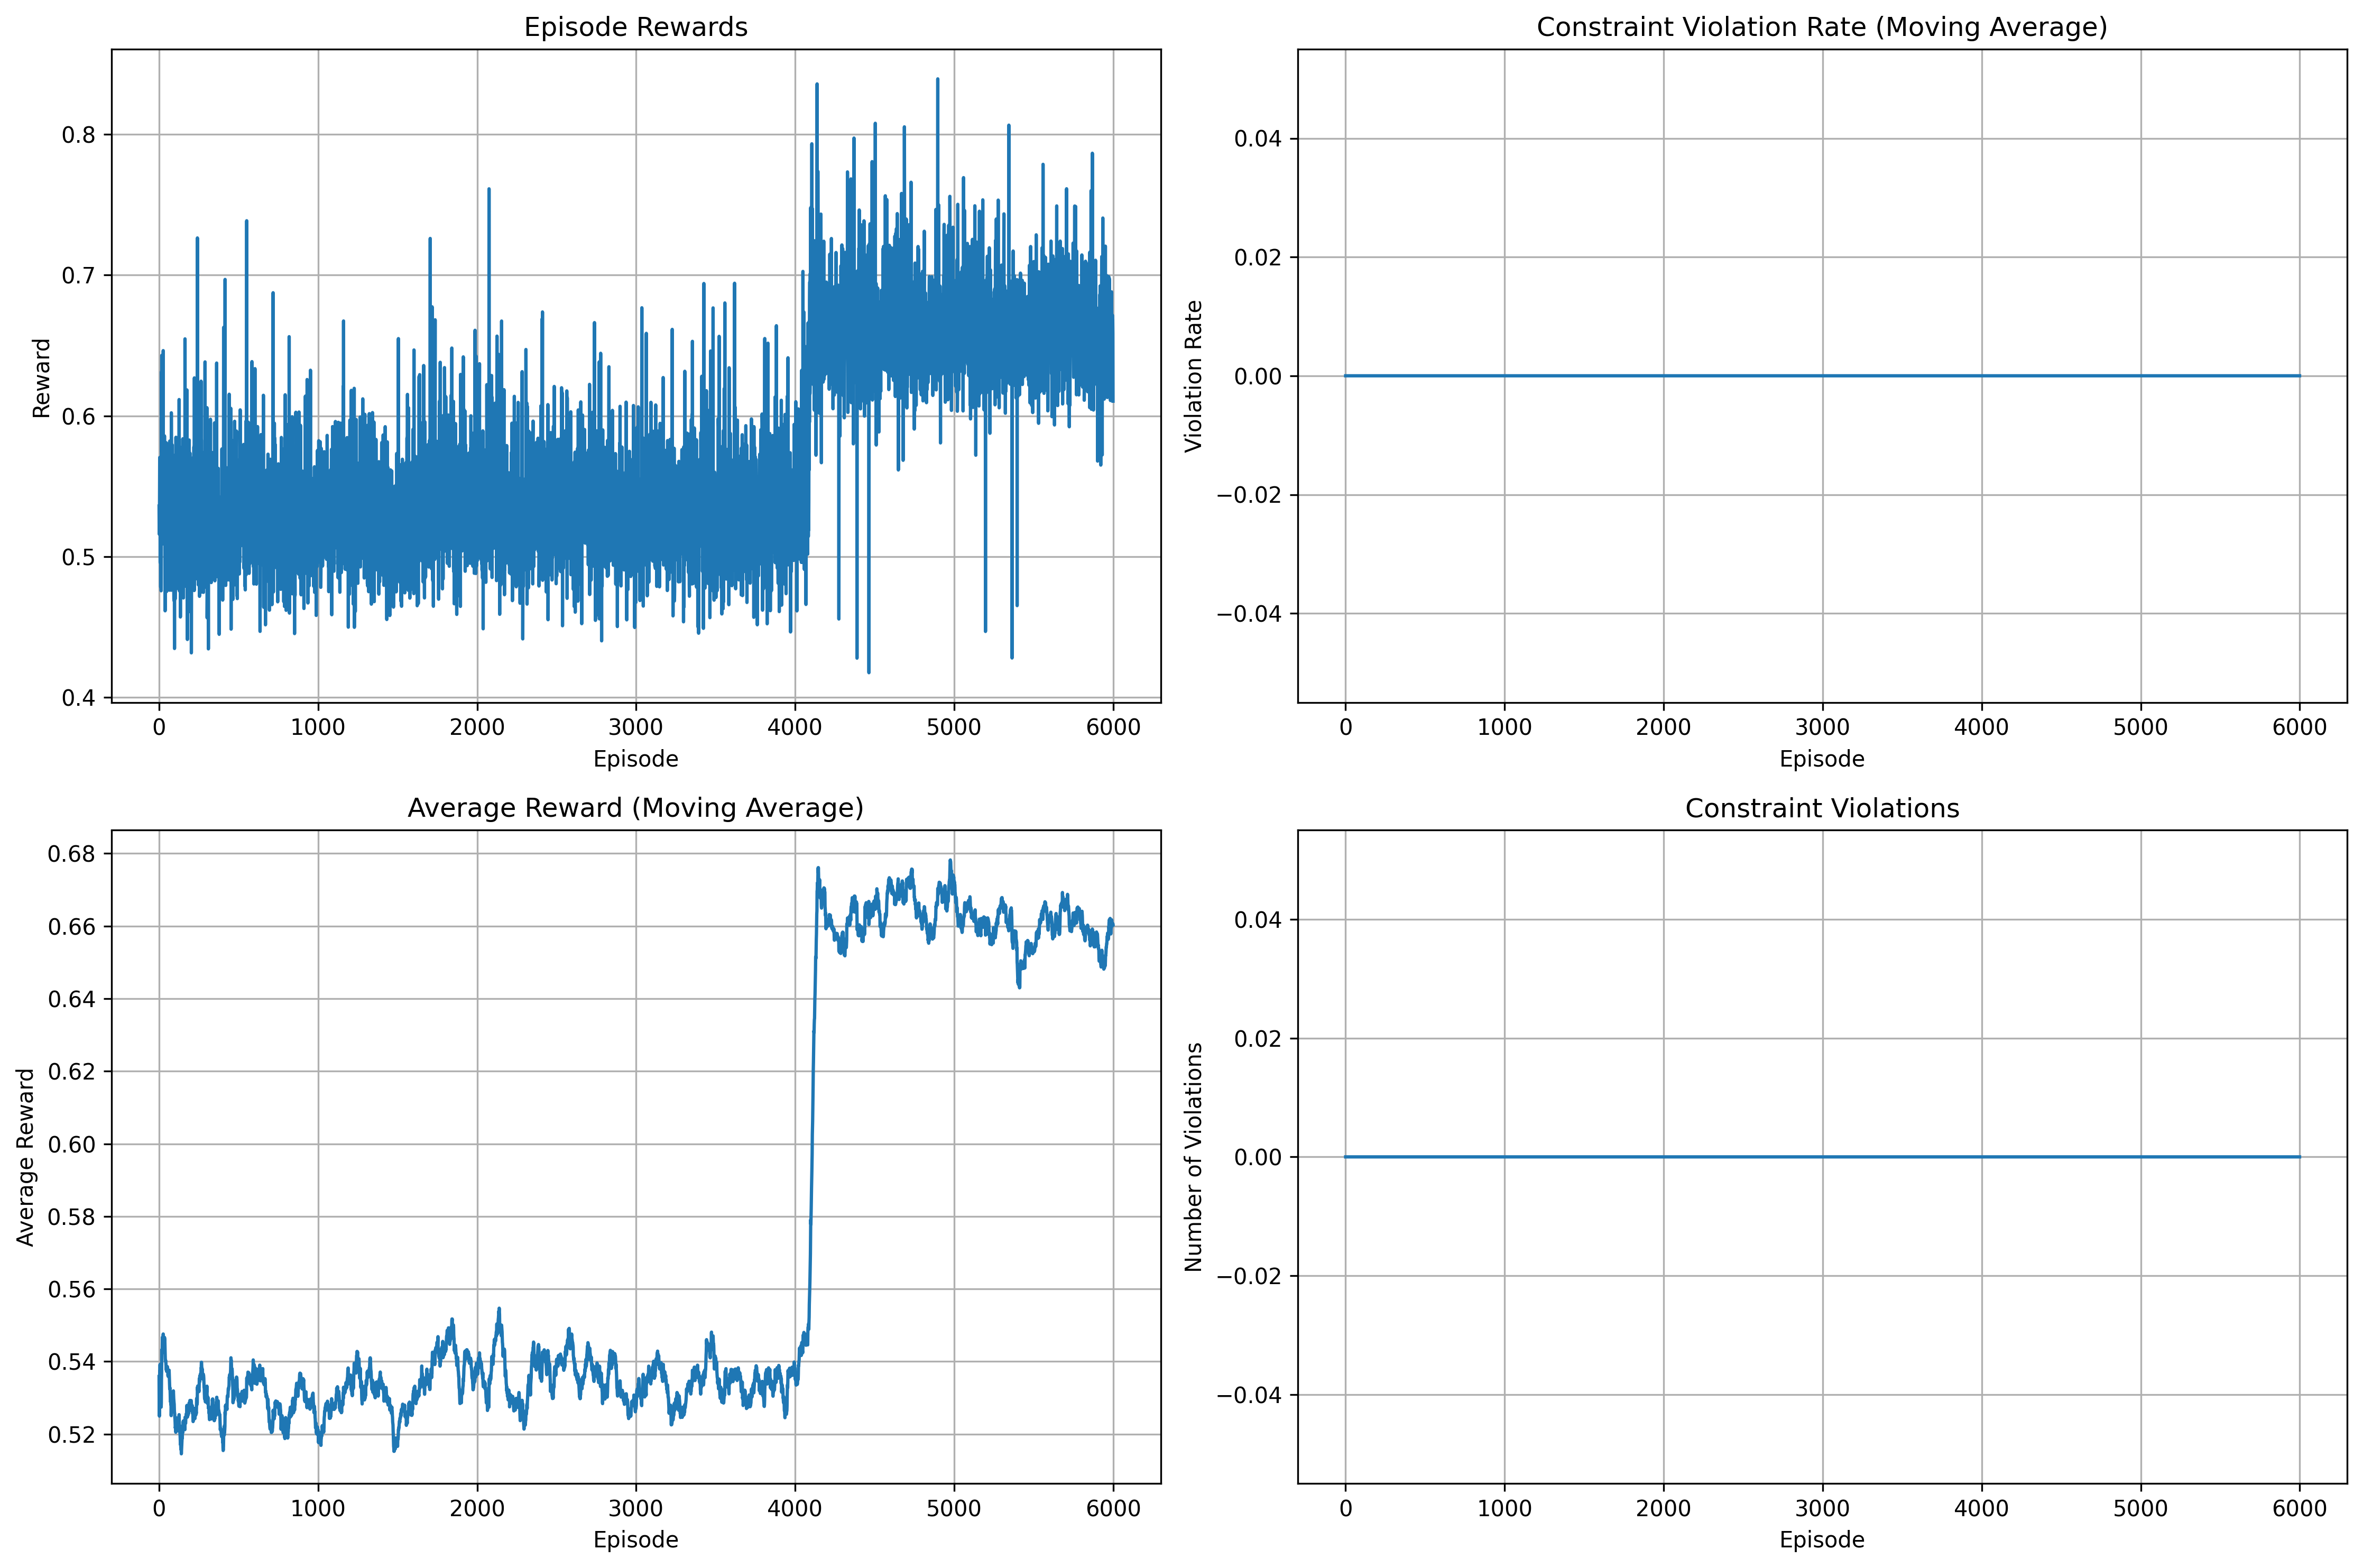 Episode Rewards
Reward
0.8
0.7
0.6
0.5
0.4
0 1000 2000 3000 4000 5000 6000
Episode
Constraint Violation Rate (Moving Average)
Violation Rate
0.04
0.02
0.00
−0.02
−0.04
0 1000 2000 3000 4000 5000 6000
Episode
Average Reward (Moving Average)
Average Reward
0.68
0.66
0.64
0.62
0.60
0.58
0.56
0.54
0.52
0 1000 2000 3000 4000 5000 6000
Episode
Constraint Violations
Number of Violations
0.04
0.02
0.00
−0.02
−0.04
0 1000 2000 3000 4000 5000 6000
Episode